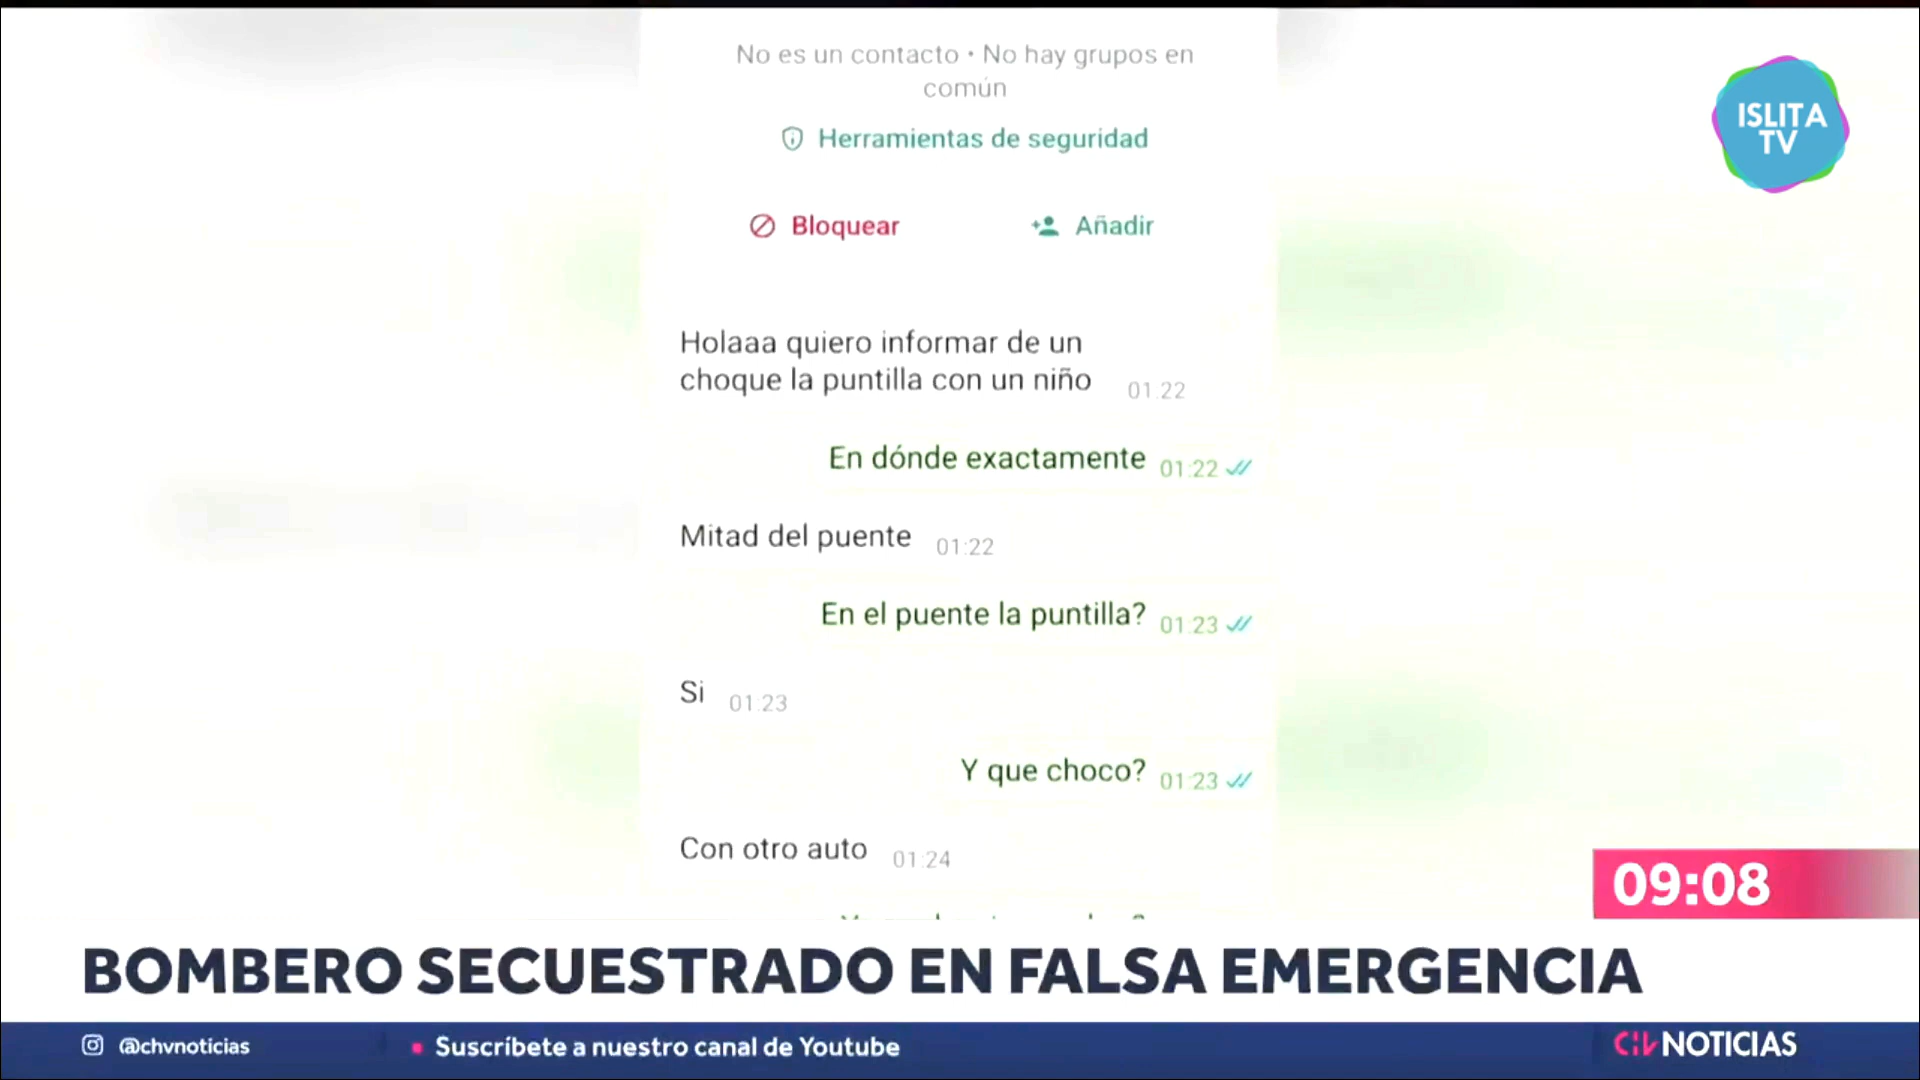 No es un contacto • No hay grupos en
común
Herramientas de seguridad
Bloquear
Añadir
ISLITA
TV
Holaaa quiero informar de un
choque la puntilla con un niño 01:22
En dónde exactamente 01:22
Mitad del puente 01:22
En el puente la puntilla? 01:23
Si 01:23
Y que choco? 01:23
Con otro auto 01:24
09:08
BOMBERO SECUESTRADO EN FALSA EMERGENCIA
@chvnoticias
Suscríbete a nuestro canal de Youtube
CHV NOTICIAS